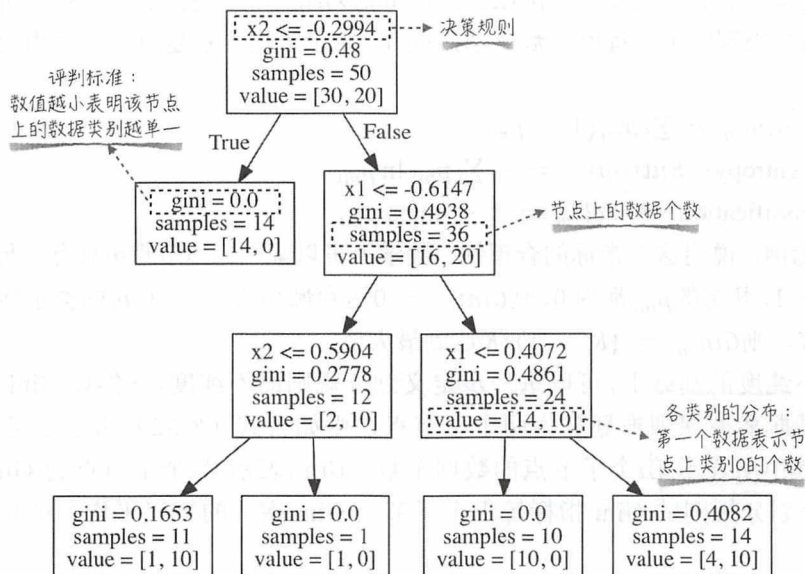 x2 <= -0.2994
gini = 0.48
samples = 50
value = [30, 20]
决策规则
评判标准：
数值越小表明该节点
上的数据类别越单一
True
False
gini = 0.0
samples = 14
value = [14, 0]
x1 <= -0.6147
gini = 0.4938
samples = 36
value = [16, 20]
节点上的数据个数
x2 <= 0.5904
gini = 0.2778
samples = 12
value = [2, 10]
x1 <= 0.4072
gini = 0.4861
samples = 24
value = [14, 10]
各类别的分布：
第一个数据表示节
点上类别0的个数
gini = 0.1653
samples = 11
value = [1, 10]
gini = 0.0
samples = 1
value = [1, 0]
gini = 0.0
samples = 10
value = [10, 0]
gini = 0.4082
samples = 14
value = [4, 10]